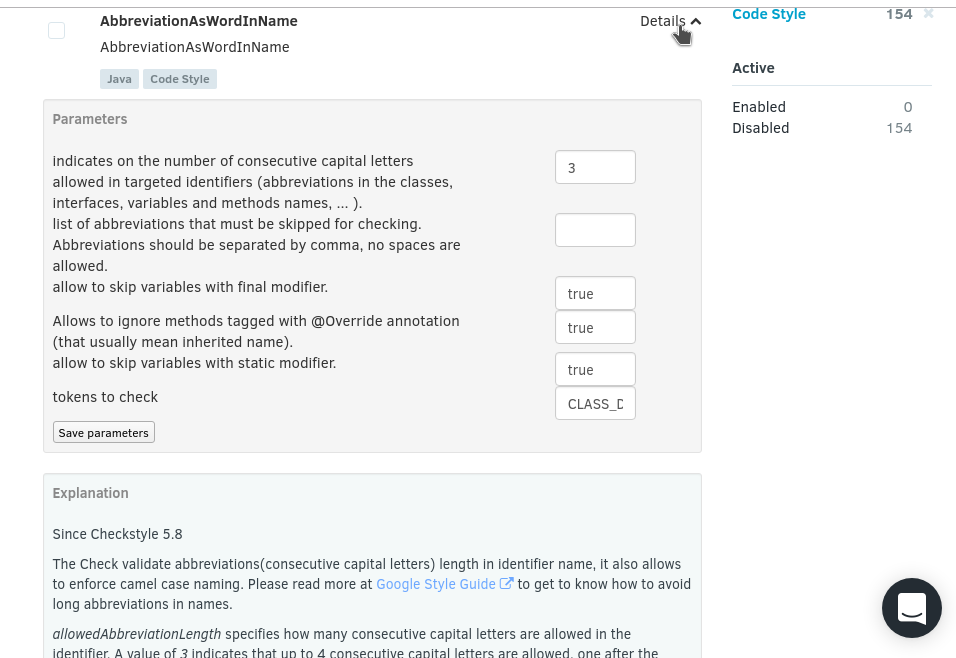 AbbreviationAsWordInName
Details
AbbreviationAsWordInName
Java
Code Style
Parameters
indicates on the number of consecutive capital letters
allowed in targeted identifiers (abbreviations in the classes,
interfaces, variables and methods names, ... ).
3
list of abbreviations that must be skipped for checking.
Abbreviations should be separated by comma, no spaces are
allowed.
allow to skip variables with final modifier.
true
Allows to ignore methods tagged with @Override annotation
(that usually mean inherited name).
true
allow to skip variables with static modifier.
true
tokens to check
CLASS_D
Save parameters
Explanation
Since Checkstyle 5.8
The Check validate abbreviations(consecutive capital letters) length in identifier name, it also allows
to enforce camel case naming. Please read more at Google Style Guide to get to know how to avoid
long abbreviations in names.
allowedAbbreviationLength specifies how many consecutive capital letters are allowed in the
identifier. A value of 3 indicates that up to 4 consecutive capital letters are allowed, one after the
Code Style 154
Active
Enabled 0
Disabled 154